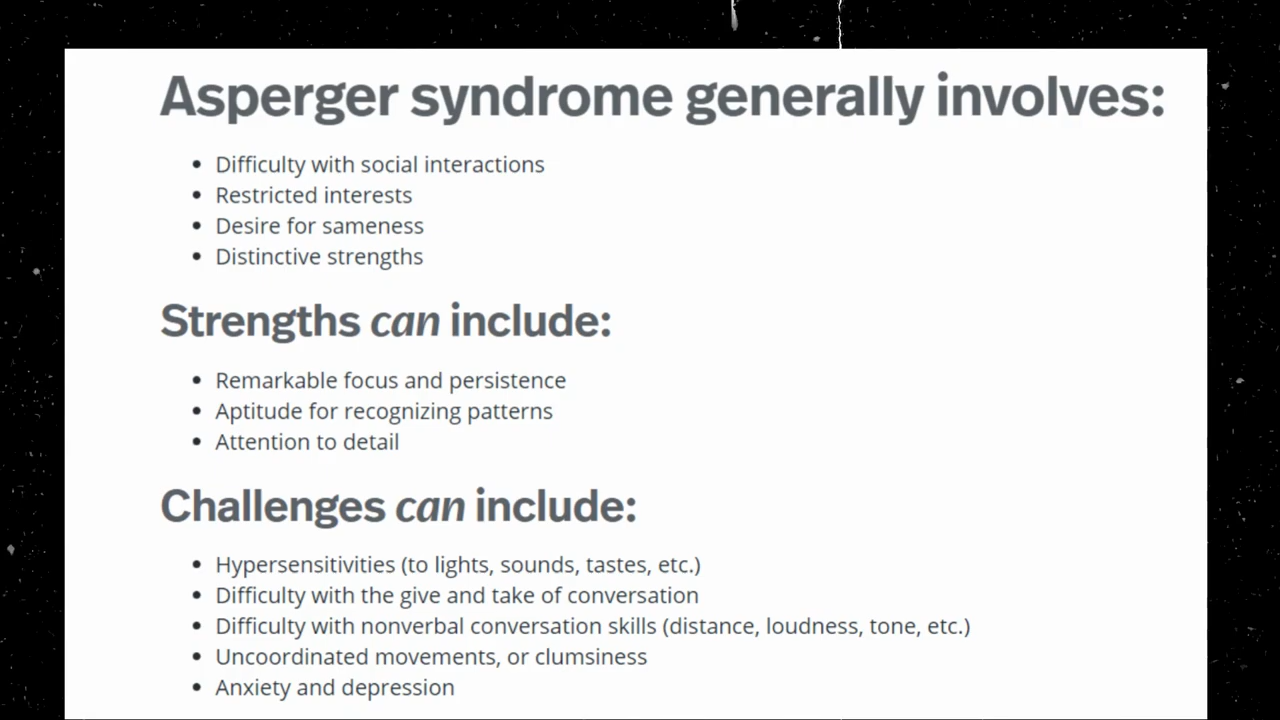 Asperger syndrome generally involves:
• Difficulty with social interactions
• Restricted interests
• Desire for sameness
• Distinctive strengths
Strengths can include:
• Remarkable focus and persistence
• Aptitude for recognizing patterns
• Attention to detail
Challenges can include:
• Hypersensitivities (to lights, sounds, tastes, etc.)
• Difficulty with the give and take of conversation
• Difficulty with nonverbal conversation skills (distance, loudness, tone, etc.)
• Uncoordinated movements, or clumsiness
• Anxiety and depression